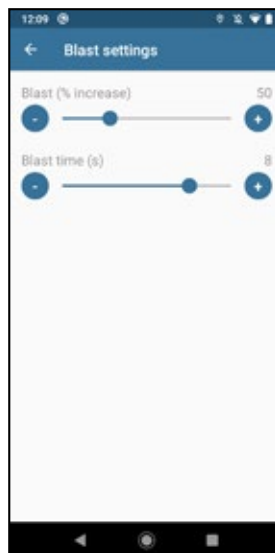 12:09
Blast settings
Blast (% increase) 50
- +
Blast time (s) 8
- +